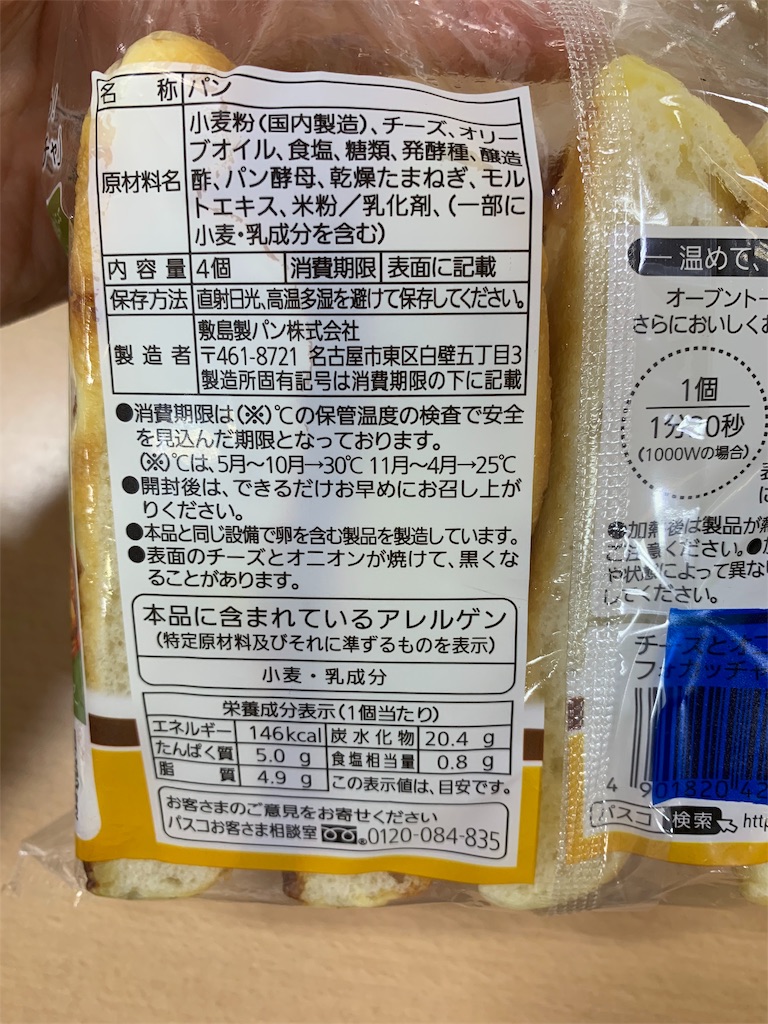 名 称 パン
原材料名
小麦粉（国内製造）、チーズ、オリー
ブオイル、食塩、糖類、発酵種、醸造
酢、パン酵母、乾燥たまねぎ、モル
トエキス、米粉／乳化剤、（一部に
小麦・乳成分を含む）
内容量 4個 消費期限 表面に記載
保存方法 直射日光、高温多湿を避けて保存してください。
製造者
敷島製パン株式会社
〒461-8721 名古屋市東区白壁五丁目3
製造所固有記号は消費期限の下に記載
●消費期限は（※）℃の保管温度の検査で安全
を見込んだ期限となっております。
（※）℃は、5月～10月→30℃ 11月～4月→25℃
●開封後は、できるだけお早めにお召し上が
りください。
●本品と同じ設備で卵を含む製品を製造しています。
●表面のチーズとオニオンが焼けて、黒くな
ることがあります。
本品に含まれているアレルゲン
（特定原材料及びそれに準ずるものを表示）
小麦・乳成分
栄養成分表示（1個当たり）
エネルギー 146kcal 炭水化物 20.4 g
たんぱく質 5.0 g 食塩相当量 0.8 g
脂 質 4.9 g この表示値は、目安です。
お客さまのご意見をお寄せください
パスコお客さま相談室 0120-084-835
温めて、
オーブントー
さらにおいしくお
1個
（1000Wの場合）
ください。
フォカッチャ
4 901820 42
パスコ 検索 http